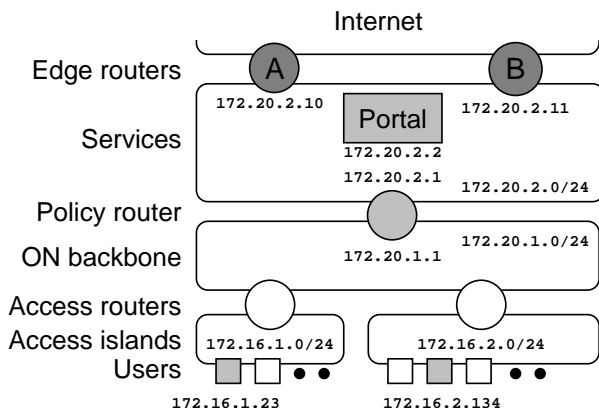 Internet
Edge routers
A
B
172.20.2.10
172.20.2.11
Portal
Services
172.20.2.2
172.20.2.1
172.20.2.0/24
Policy router
172.20.1.0/24
172.20.1.1
ON backbone
Access routers
Access islands
172.16.1.0/24
172.16.2.0/24
Users
172.16.1.23
172.16.2.134